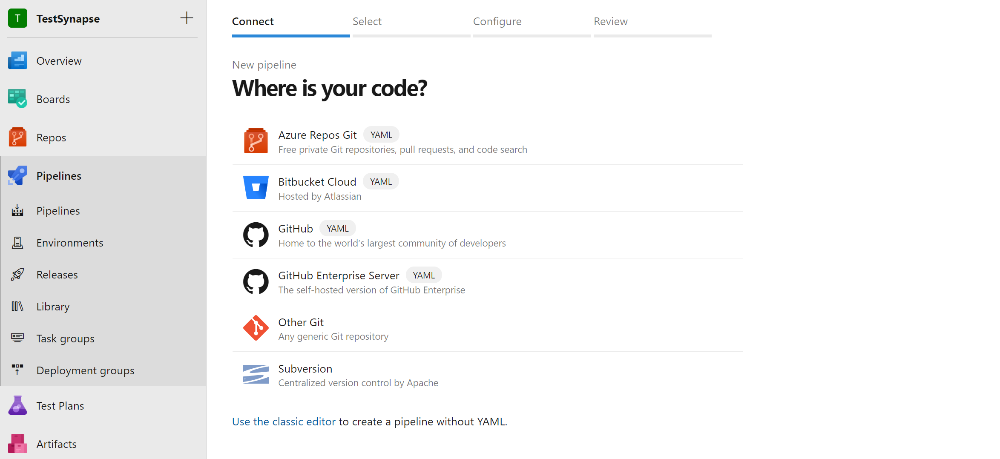 T
TestSynapse
Overview
Boards
Repos
Pipelines
Pipelines
Environments
Releases
Library
Task groups
Deployment groups
Test Plans
Artifacts
Connect
Select
Configure
Review
New pipeline
Where is your code?
Azure Repos Git YAML
Free private Git repositories, pull requests, and code search
Bitbucket Cloud YAML
Hosted by Atlassian
GitHub YAML
Home to the world’s largest community of developers
GitHub Enterprise Server YAML
The self-hosted version of GitHub Enterprise
Other Git
Any generic Git repository
Subversion
Centralized version control by Apache
Use the classic editor to create a pipeline without YAML.